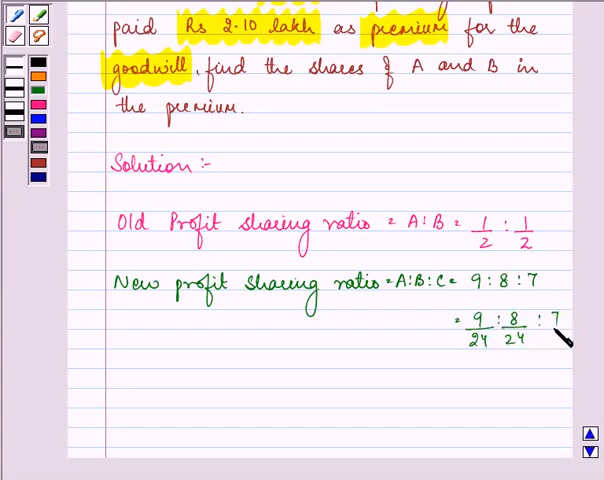 paid Rs 2.10 lakh as premium for the
goodwill, find the shares of A and B in
the premium.
Solution :-
Old Profit sharing ratio = A:B = 1/2 : 1/2
New profit sharing ratio = A:B:C = 9 : 8 : 7
= 9/24 : 8/24 : 7